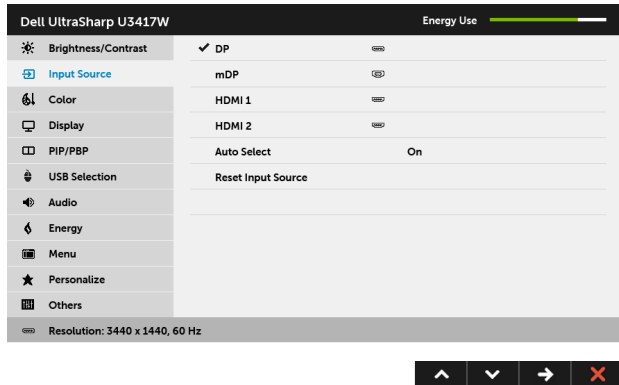 Dell UltraSharp U3417W Energy Use
Brightness/Contrast DP
Input Source mDP
Color HDMI 1
Display HDMI 2
PIP/PBP Auto Select On
USB Selection Reset Input Source
Audio
Energy
Menu
Personalize
Others
Resolution: 3440 x 1440, 60 Hz